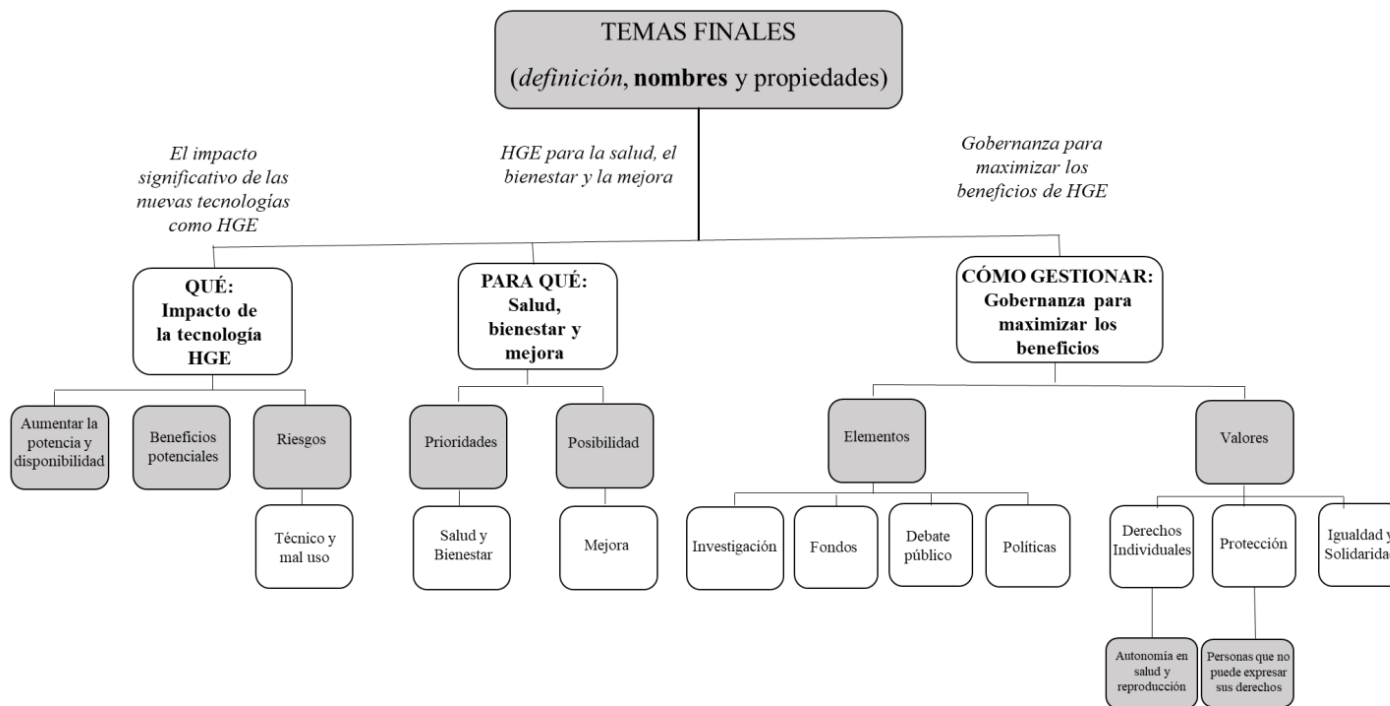 TEMAS FINALES
(definición, nombres y propiedades)
El impacto
significativo de las
nuevas tecnologías
como HGE
HGE para la salud, el
bienestar y la mejora
Gobernanza para
maximizar los
beneficios de HGE
QUÉ:
Impacto de
la tecnología
HGE
PARA QUÉ:
Salud,
bienestar y
mejora
CÓMO GESTIONAR:
Gobernanza para
maximizar los
beneficios
Aumentar la
potencia y
disponibilidad
Beneficios
potenciales
Riesgos
Prioridades
Posibilidad
Elementos
Valores
Técnico y
mal uso
Salud y
Bienestar
Mejora
Investigación
Fondos
Debate
público
Políticas
Derechos
Individuales
Protección
Igualdad y
Solidaridad
Autonomía en
salud y
reproducción
Personas que no
puede expresar
sus derechos